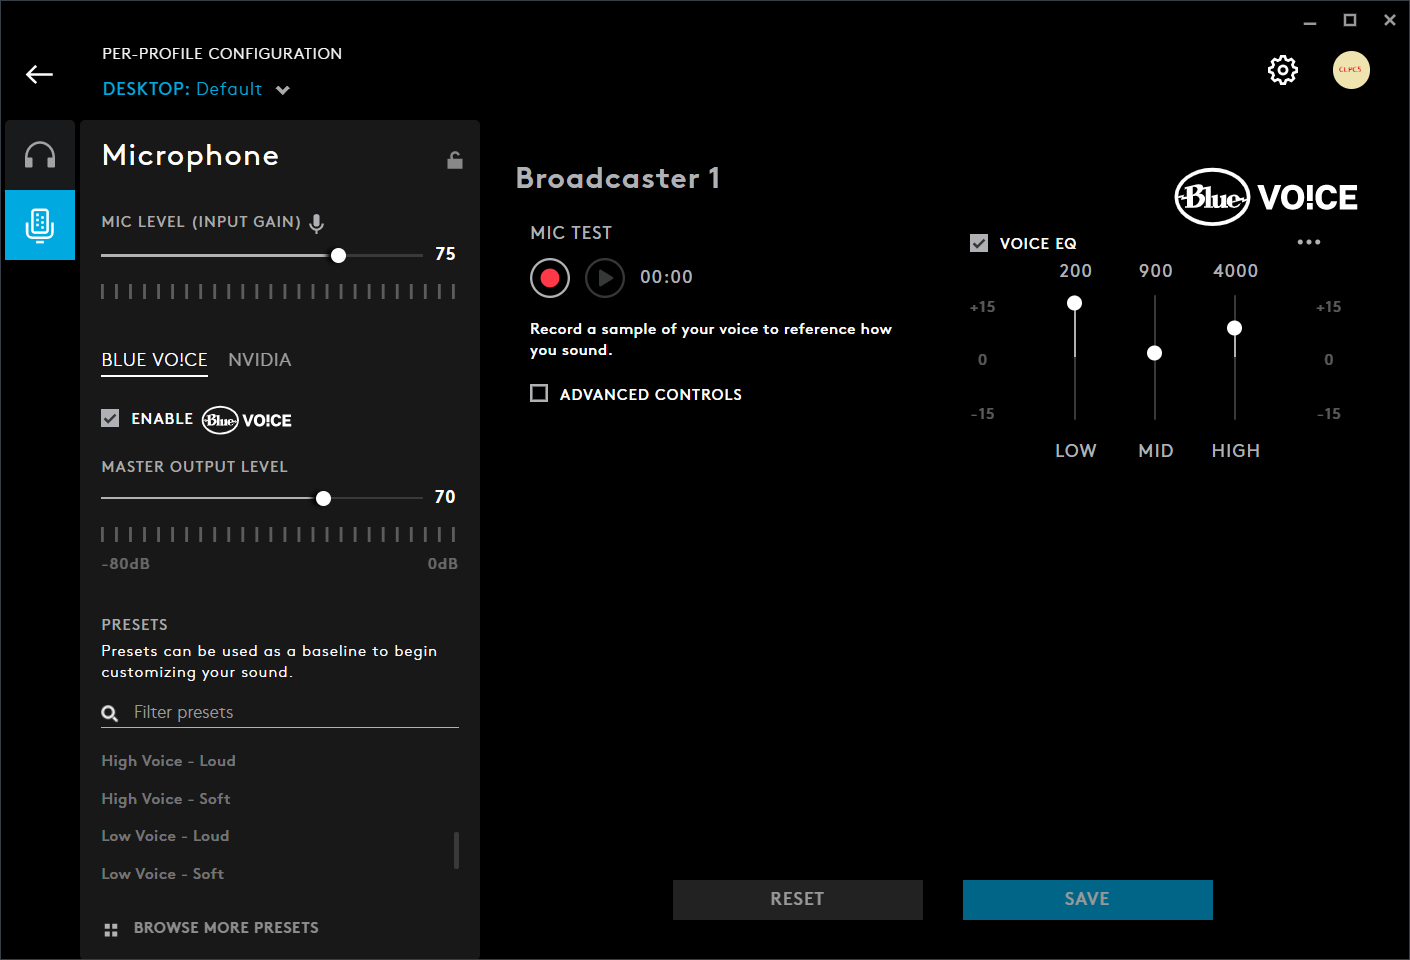 PER-PROFILE CONFIGURATION
DESKTOP: Default
CLPCS
Microphone
MIC LEVEL (INPUT GAIN)
75
BLUE VO!CE NVIDIA
ENABLE Blue VO!CE
MASTER OUTPUT LEVEL
70
-80dB 0dB
PRESETS
Presets can be used as a baseline to begin
customizing your sound.
Filter presets
High Voice - Loud
High Voice - Soft
Low Voice - Loud
Low Voice - Soft
BROWSE MORE PRESETS
Broadcaster 1
Blue VO!CE
MIC TEST
00:00
Record a sample of your voice to reference how
you sound.
ADVANCED CONTROLS
VOICE EQ
200 900 4000
+15 +15
0 0
-15 -15
LOW MID HIGH
RESET SAVE